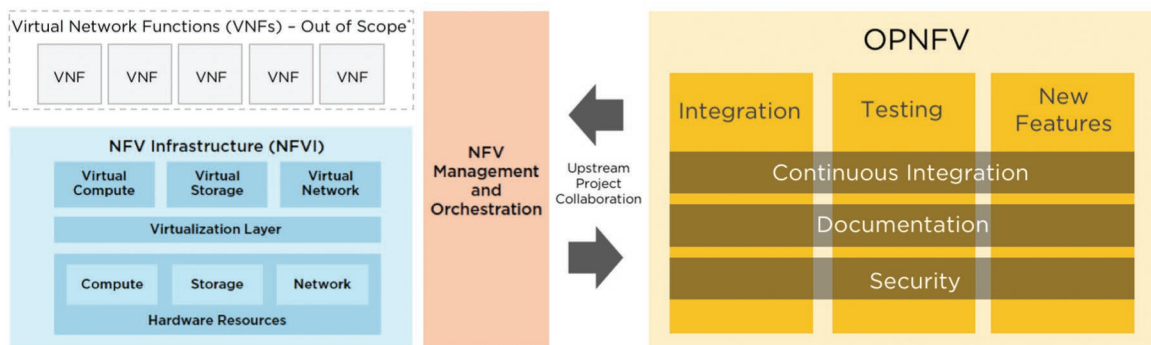 Virtual Network Functions (VNFs) – Out of Scope*
VNF
VNF
VNF
VNF
VNF
NFV Infrastructure (NFVI)
Virtual
Compute
Virtual
Storage
Virtual
Network
Virtualization Layer
Compute
Storage
Network
Hardware Resources
NFV
Management
and
Orchestration
Upstream
Project
Collaboration
OPNFV
Integration
Testing
New
Features
Continuous Integration
Documentation
Security